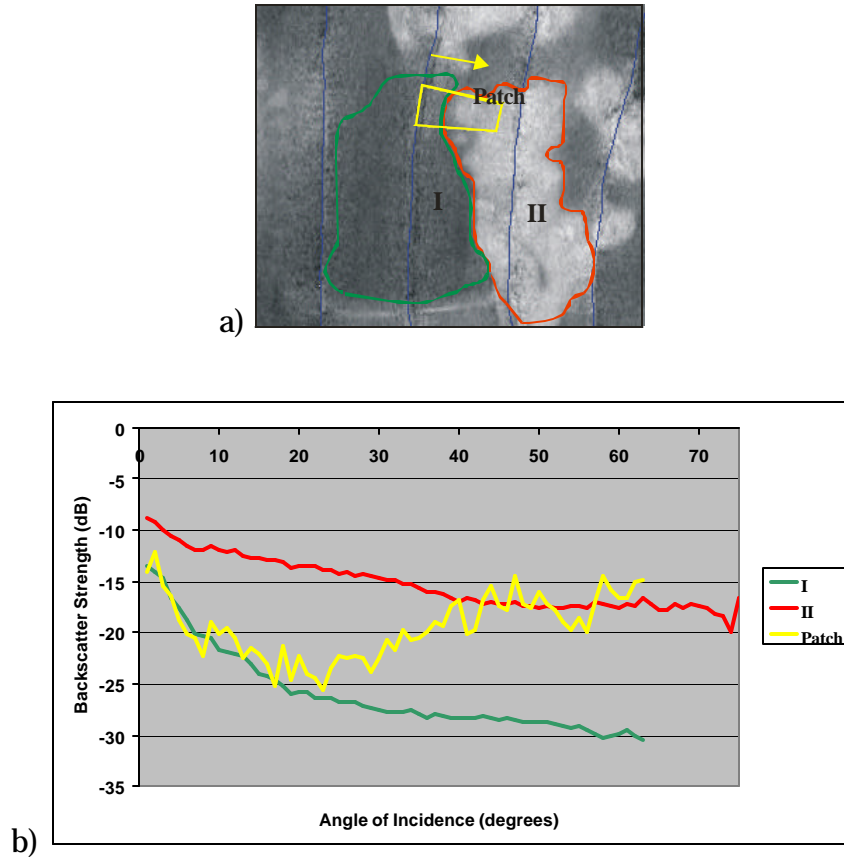 Patch
I
II
a)
0
0 10 20 30 40 50 60 70
-5
-10
-15
-20
-25
-30
-35
Backscatter Strength (dB)
Angle of Incidence (degrees)
I
II
Patch
b)